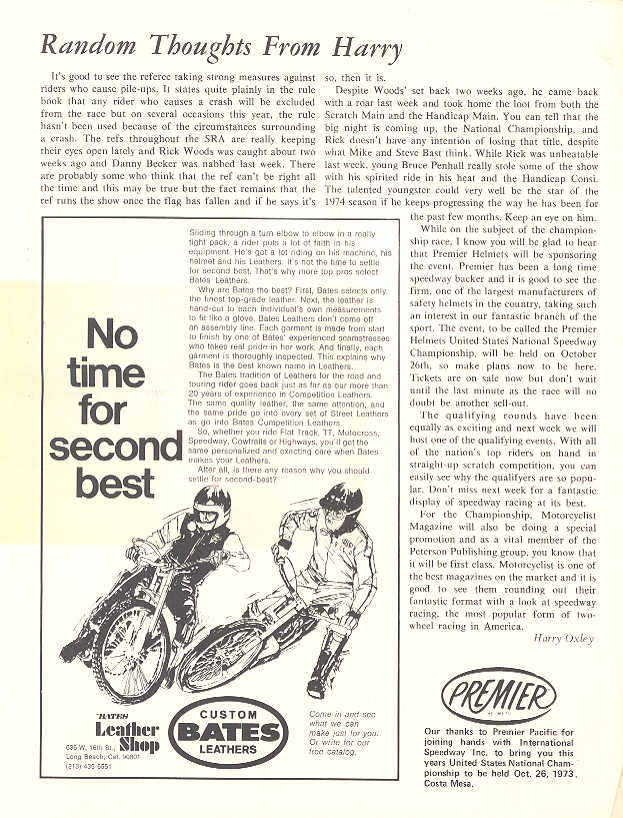 Random Thoughts From Harry
It's good to see the referee taking strong measures against
riders who cause pile-ups. It states quite plainly in the rule
book that any rider who causes a crash will be excluded
from the race but on several occasions this year, the rule
hasn't been used because of the circumstances surrounding
a crash. The refs throughout the SRA are really keeping
their eyes open lately and Rick Woods was caught about two
weeks ago and Danny Becker was nabbed last week. There
are probably some who think that the ref can't be right all
the time and this may be true but the fact remains that the
ref runs the show once the flag has fallen and if he says it's
so, then it is.
Despite Woods' set back two weeks ago, he came back
with a roar last week and took home the loot from both the
Scratch Main and the Handicap Main. You can tell that the
big night is coming up, the National Championship, and
Rick doesn't have any intention of losing that title, despite
what Mike and Steve Bast think. While Rick was unbeatable
last week, young Bruce Penhall really stole some of the show
with his spirited ride in his heat and the Handicap Consi.
The talented youngster could very well be the star of the
1974 season if he keeps progressing the way he has been for
the past few months. Keep an eye on him.
While on the subject of the champion-
ship race, I know you will be glad to hear
that Premier Helmets will be sponsoring
the event. Premier has been a long time
speedway backer and it is good to see the
firm, one of the largest manufacturers of
safety helmets in the country, taking such
an interest in our fantastic branch of the
sport. The event, to be called the Premier
Helmets United States National Speedway
Championship, will be held on October
26th, so make plans now to be here.
Tickets are on sale now but don't wait
until the last minute as the race will no
doubt be another sell-out.
The qualifying rounds have been
equally as exciting and next week we will
host one of the qualifying events. With all
of the nation's top riders on hand in
straight-up scratch competition, you can
easily see why the qualifyers are so popu-
lar. Don't miss next week for a fantastic
display of speedway racing at its best.
For the Championship, Motorcyclist
Magazine will also be doing a special
promotion and as a vital member of the
Peterson Publishing group, you know that
it will be first class. Motorcyclist is one of
the best magazines on the market and it is
good to see them rounding out their
fantastic format with a look at speedway
racing, the most popular form of two-
wheel racing in America.
Harry Oxley
No
time
for
second
best
Sliding through a turn elbow to elbow in a really
tight pack, a rider puts a lot of faith in his
equipment. He's got a lot riding on his machine, his
helmet and his Leathers. It's not the time to settle
for second best. That's why more top pros select
Bates Leathers.
Why are Bates the best? First, Bates selects only
the finest top-grade leather. Next, the leather is
hand-cut to each individual's own measurements
to fit like a glove. Bates Leathers don't come off
an assembly line. Each garment is made from start
to finish by one of Bates' experienced seamstresses
who takes real pride in her work. And finally, each
garment is thoroughly inspected. This explains why
Bates is the best known name in Leathers.
The Bates tradition of Leathers for the road and
touring rider goes back just as far as our more than
20 years of experience in Competition Leathers.
The same quality leather, the same attention, and
the same pride go into every set of Street Leathers
as go into Bates Competition Leathers.
So, whether you ride Flat Track, TT, Motocross,
Speedway, Cowtrails or Highways, you'll get the
same personalized and exacting care when Bates
makes your Leathers.
After all, is there any reason why you should
settle for second-best?
BATES
Leather
Shop
635 W. 16th St.,
Long Beach, Cal. 90801
(213) 435-6551
CUSTOM
BATES
LEATHERS
Come in and see
what we can
make just for you.
Or write for our
free catalog.
PREMIER
Our thanks to Premier Pacific for
joining hands with International
Speedway Inc. to bring you this
years United States National Cham-
pionship to be held Oct. 26, 1973,
Costa Mesa.